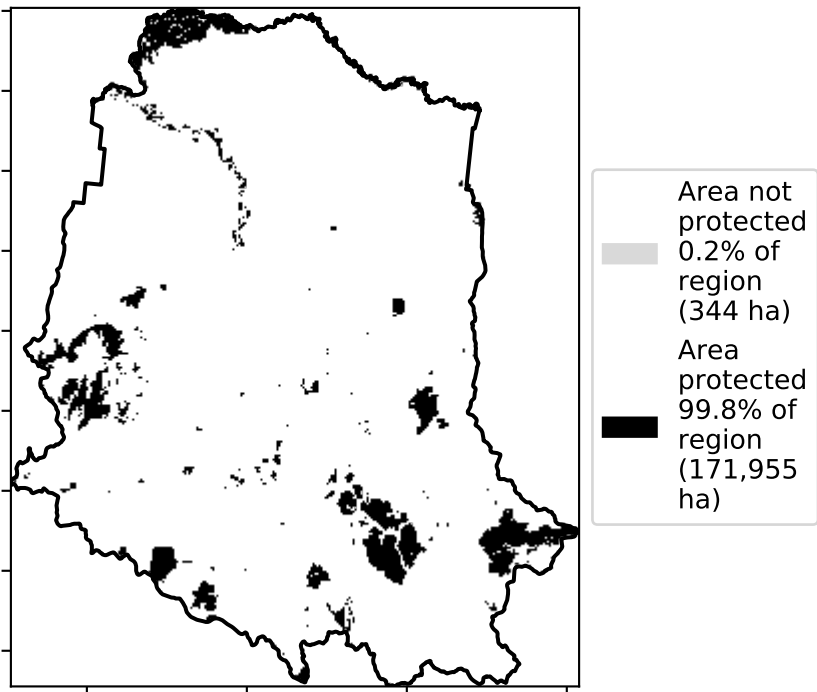 Area not
protected
0.2% of
region
(344 ha)
Area
protected
99.8% of
region
(171,955
ha)